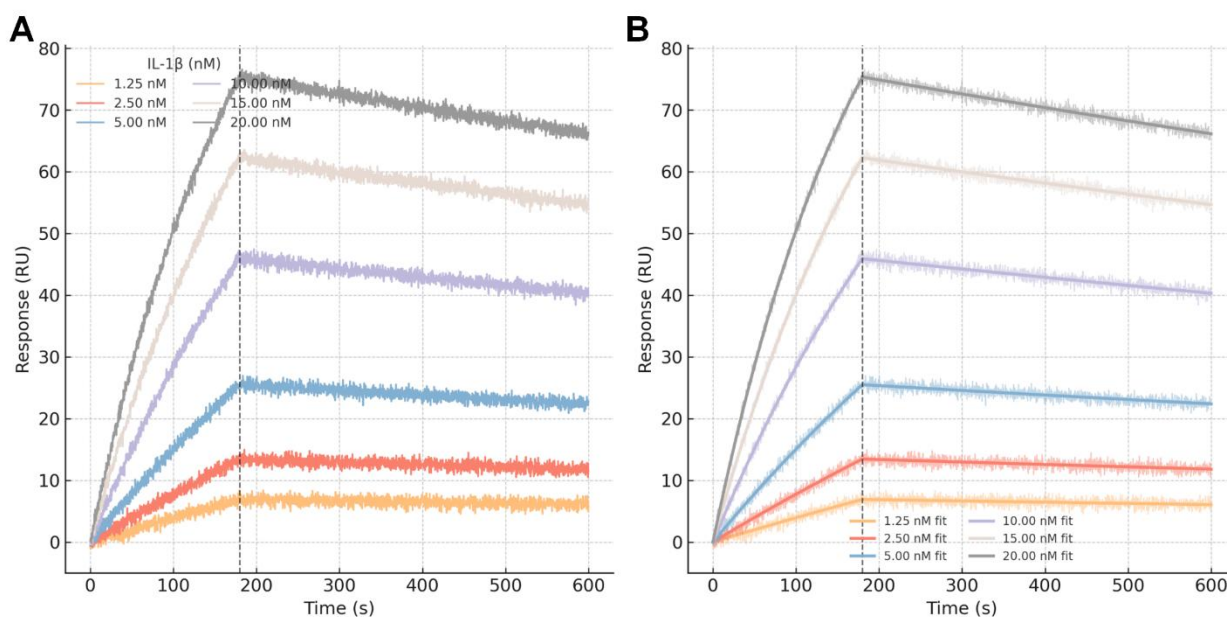 A
IL-1β (nM)
1.25 nM
10.00 nM
2.50 nM
15.00 nM
5.00 nM
20.00 nM
80
70
60
50
40
30
20
10
0
Response (RU)
0 100 200 300 400 500 600
Time (s)
B
80
70
60
50
40
30
20
10
0
Response (RU)
1.25 nM fit
10.00 nM fit
2.50 nM fit
15.00 nM fit
5.00 nM fit
20.00 nM fit
0 100 200 300 400 500 600
Time (s)